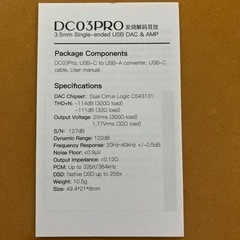 DC03PRO 发烧解码耳放
3.5mm Single-ended USB DAC & AMP
Package Components
DC03Pro, USB-C to USB-A converter, USB-C
cable, User manual.
Specifications
DAC Chipset: Dual Cirrus Logic CS43131
THD+N: -114dB (300Ω load)
-111dB (32Ω load)
Output Voltage: 2Vrms (300Ω load)
1.77Vrms (32Ω load)
S/N: 127dB
Dynamic Range: 122dB
Frequency Response: 20Hz-40kHz +/-0.5dB
Noise Floor: <0.9uV
Output Impedance: <0.12Ω
PCM: Up to 32bit/384kHz
DSD: Native DSD up to 256x
Weight: 10.5g
Size: 49.4*21*8mm